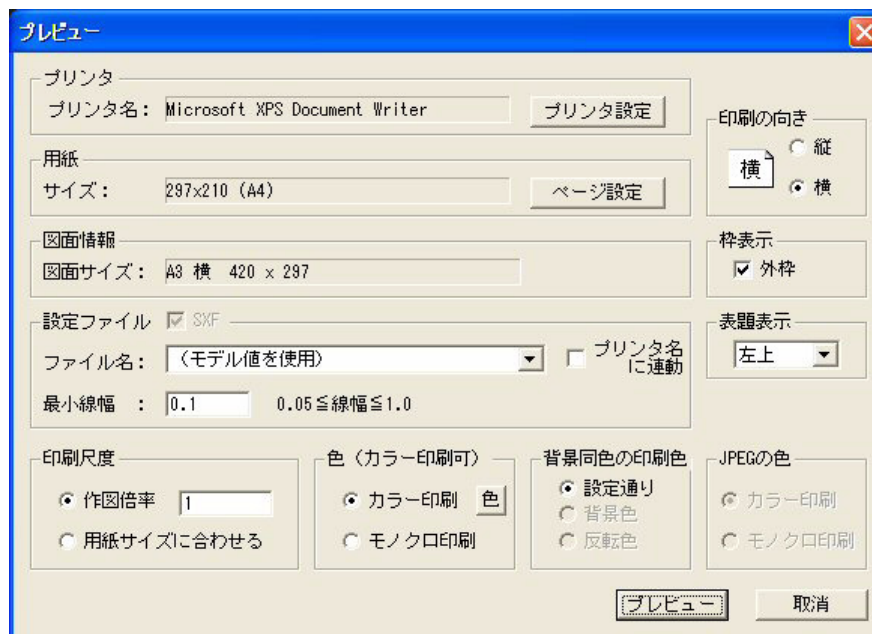 プレビュー
プリンタ
プリンタ名： Microsoft XPS Document Writer プリンタ設定
用紙
サイズ： 297x210 (A4) ページ設定
印刷の向き
横 縦
横
図面情報
図面サイズ： A3 横 420 x 297
枠表示
外枠
設定ファイル SXF
ファイル名： （モデル値を使用） プリンタ名
に連動
最小線幅 ： 0.1 0.05≦線幅≦1.0
表題表示
左上
印刷尺度
作図倍率 1
用紙サイズに合わせる
色（カラー印刷可）
カラー印刷 色
モノクロ印刷
背景同色の印刷色
設定通り
背景色
反転色
JPEGの色
カラー印刷
モノクロ印刷
プレビュー 取消